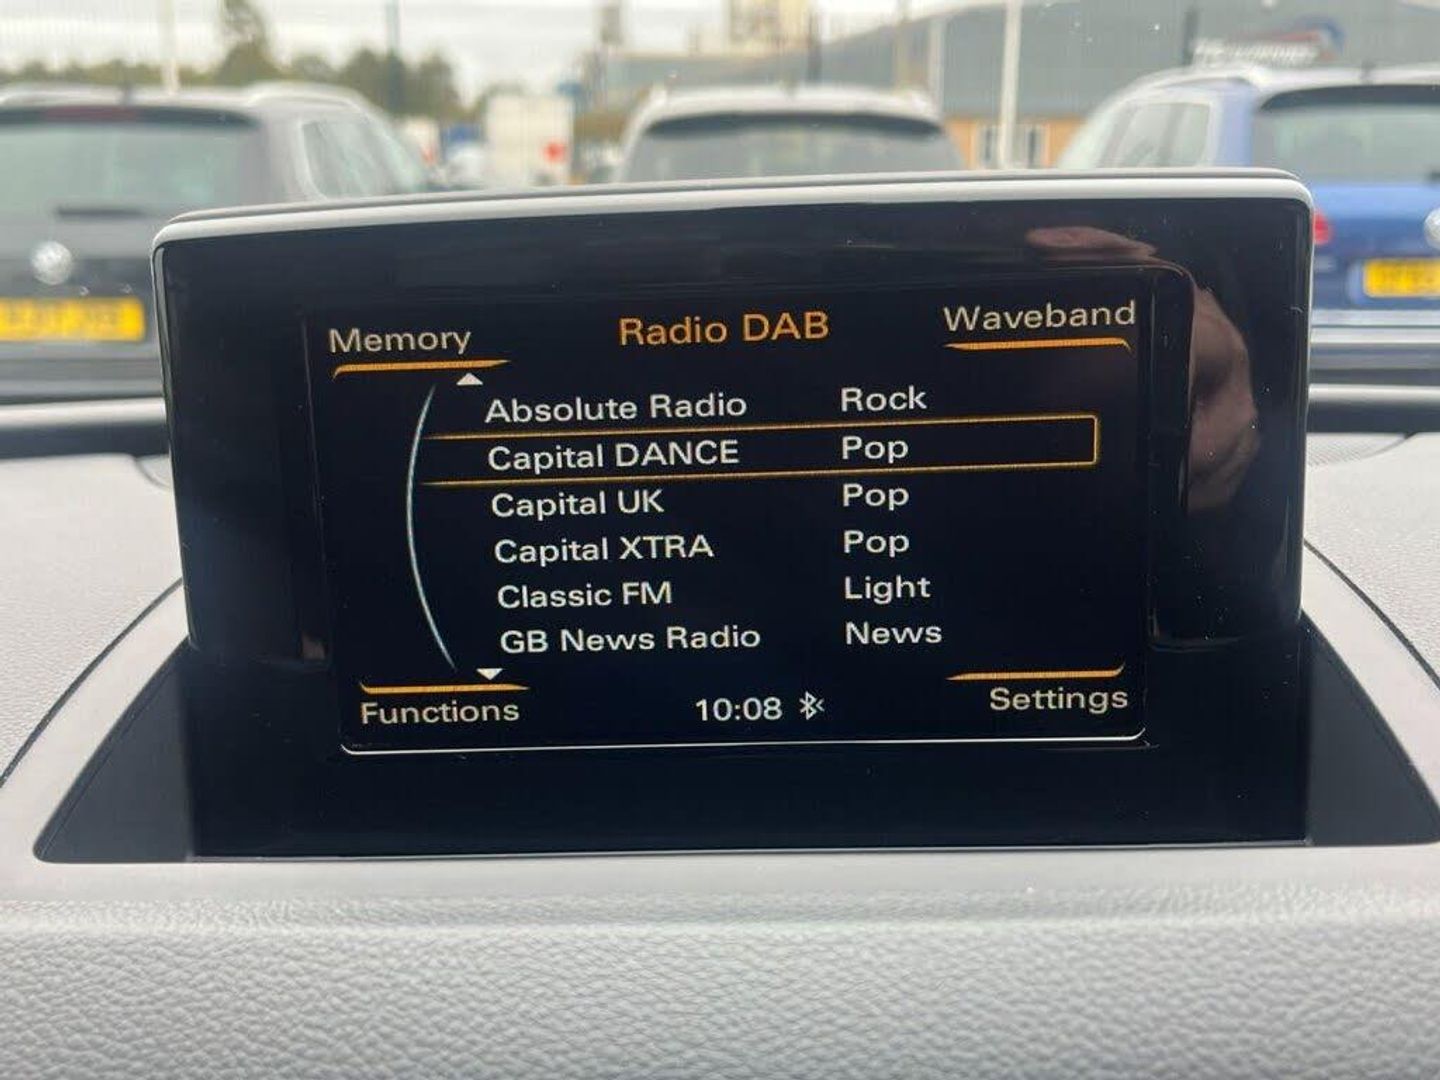 Memory Radio DAB Waveband
Absolute Radio Rock
Capital DANCE Pop
Capital UK Pop
Capital XTRA Pop
Classic FM Light
GB News Radio News
Functions 10:08 Settings